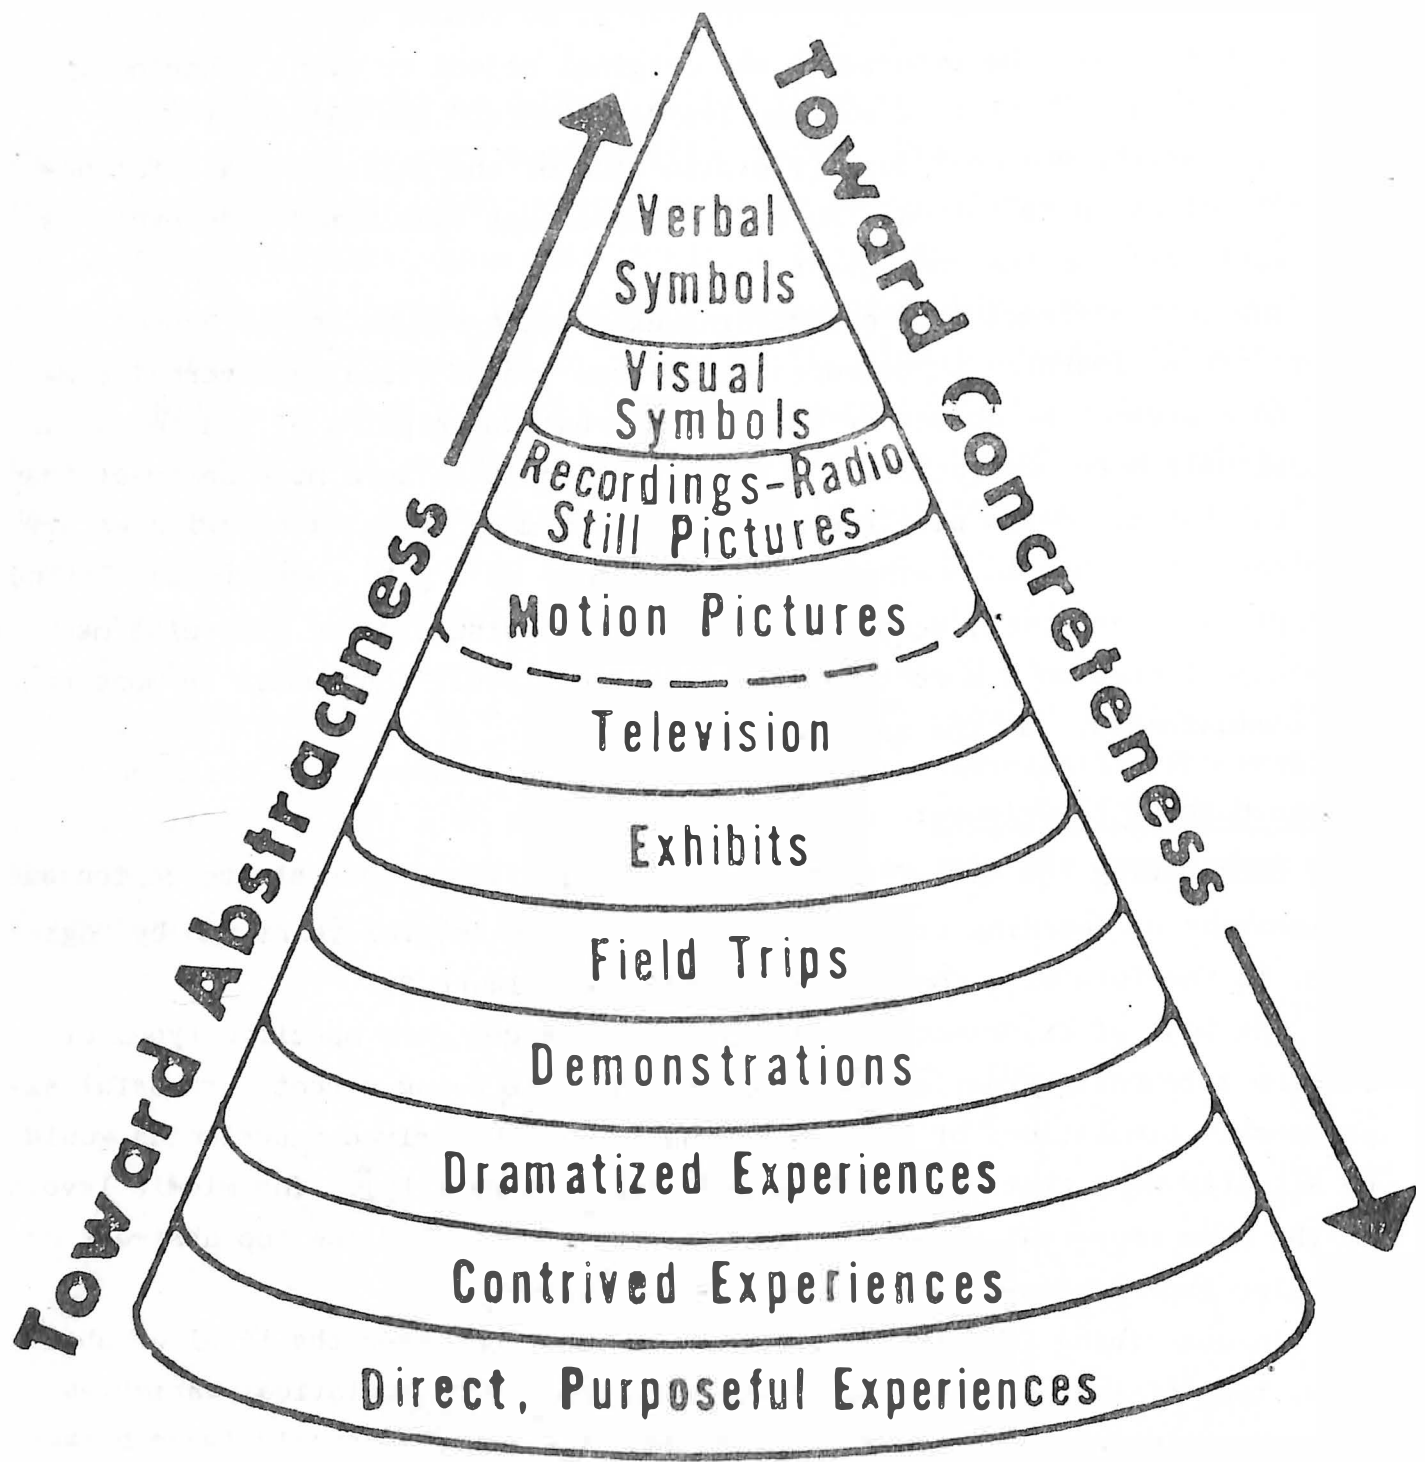 Verbal
Symbols
Visual
Symbols
Recordings-Radio
Still Pictures
Motion Pictures
Television
Exhibits
Field Trips
Demonstrations
Dramatized Experiences
Contrived Experiences
Direct, Purposeful Experiences
Toward Abstractness
Toward Concreteness